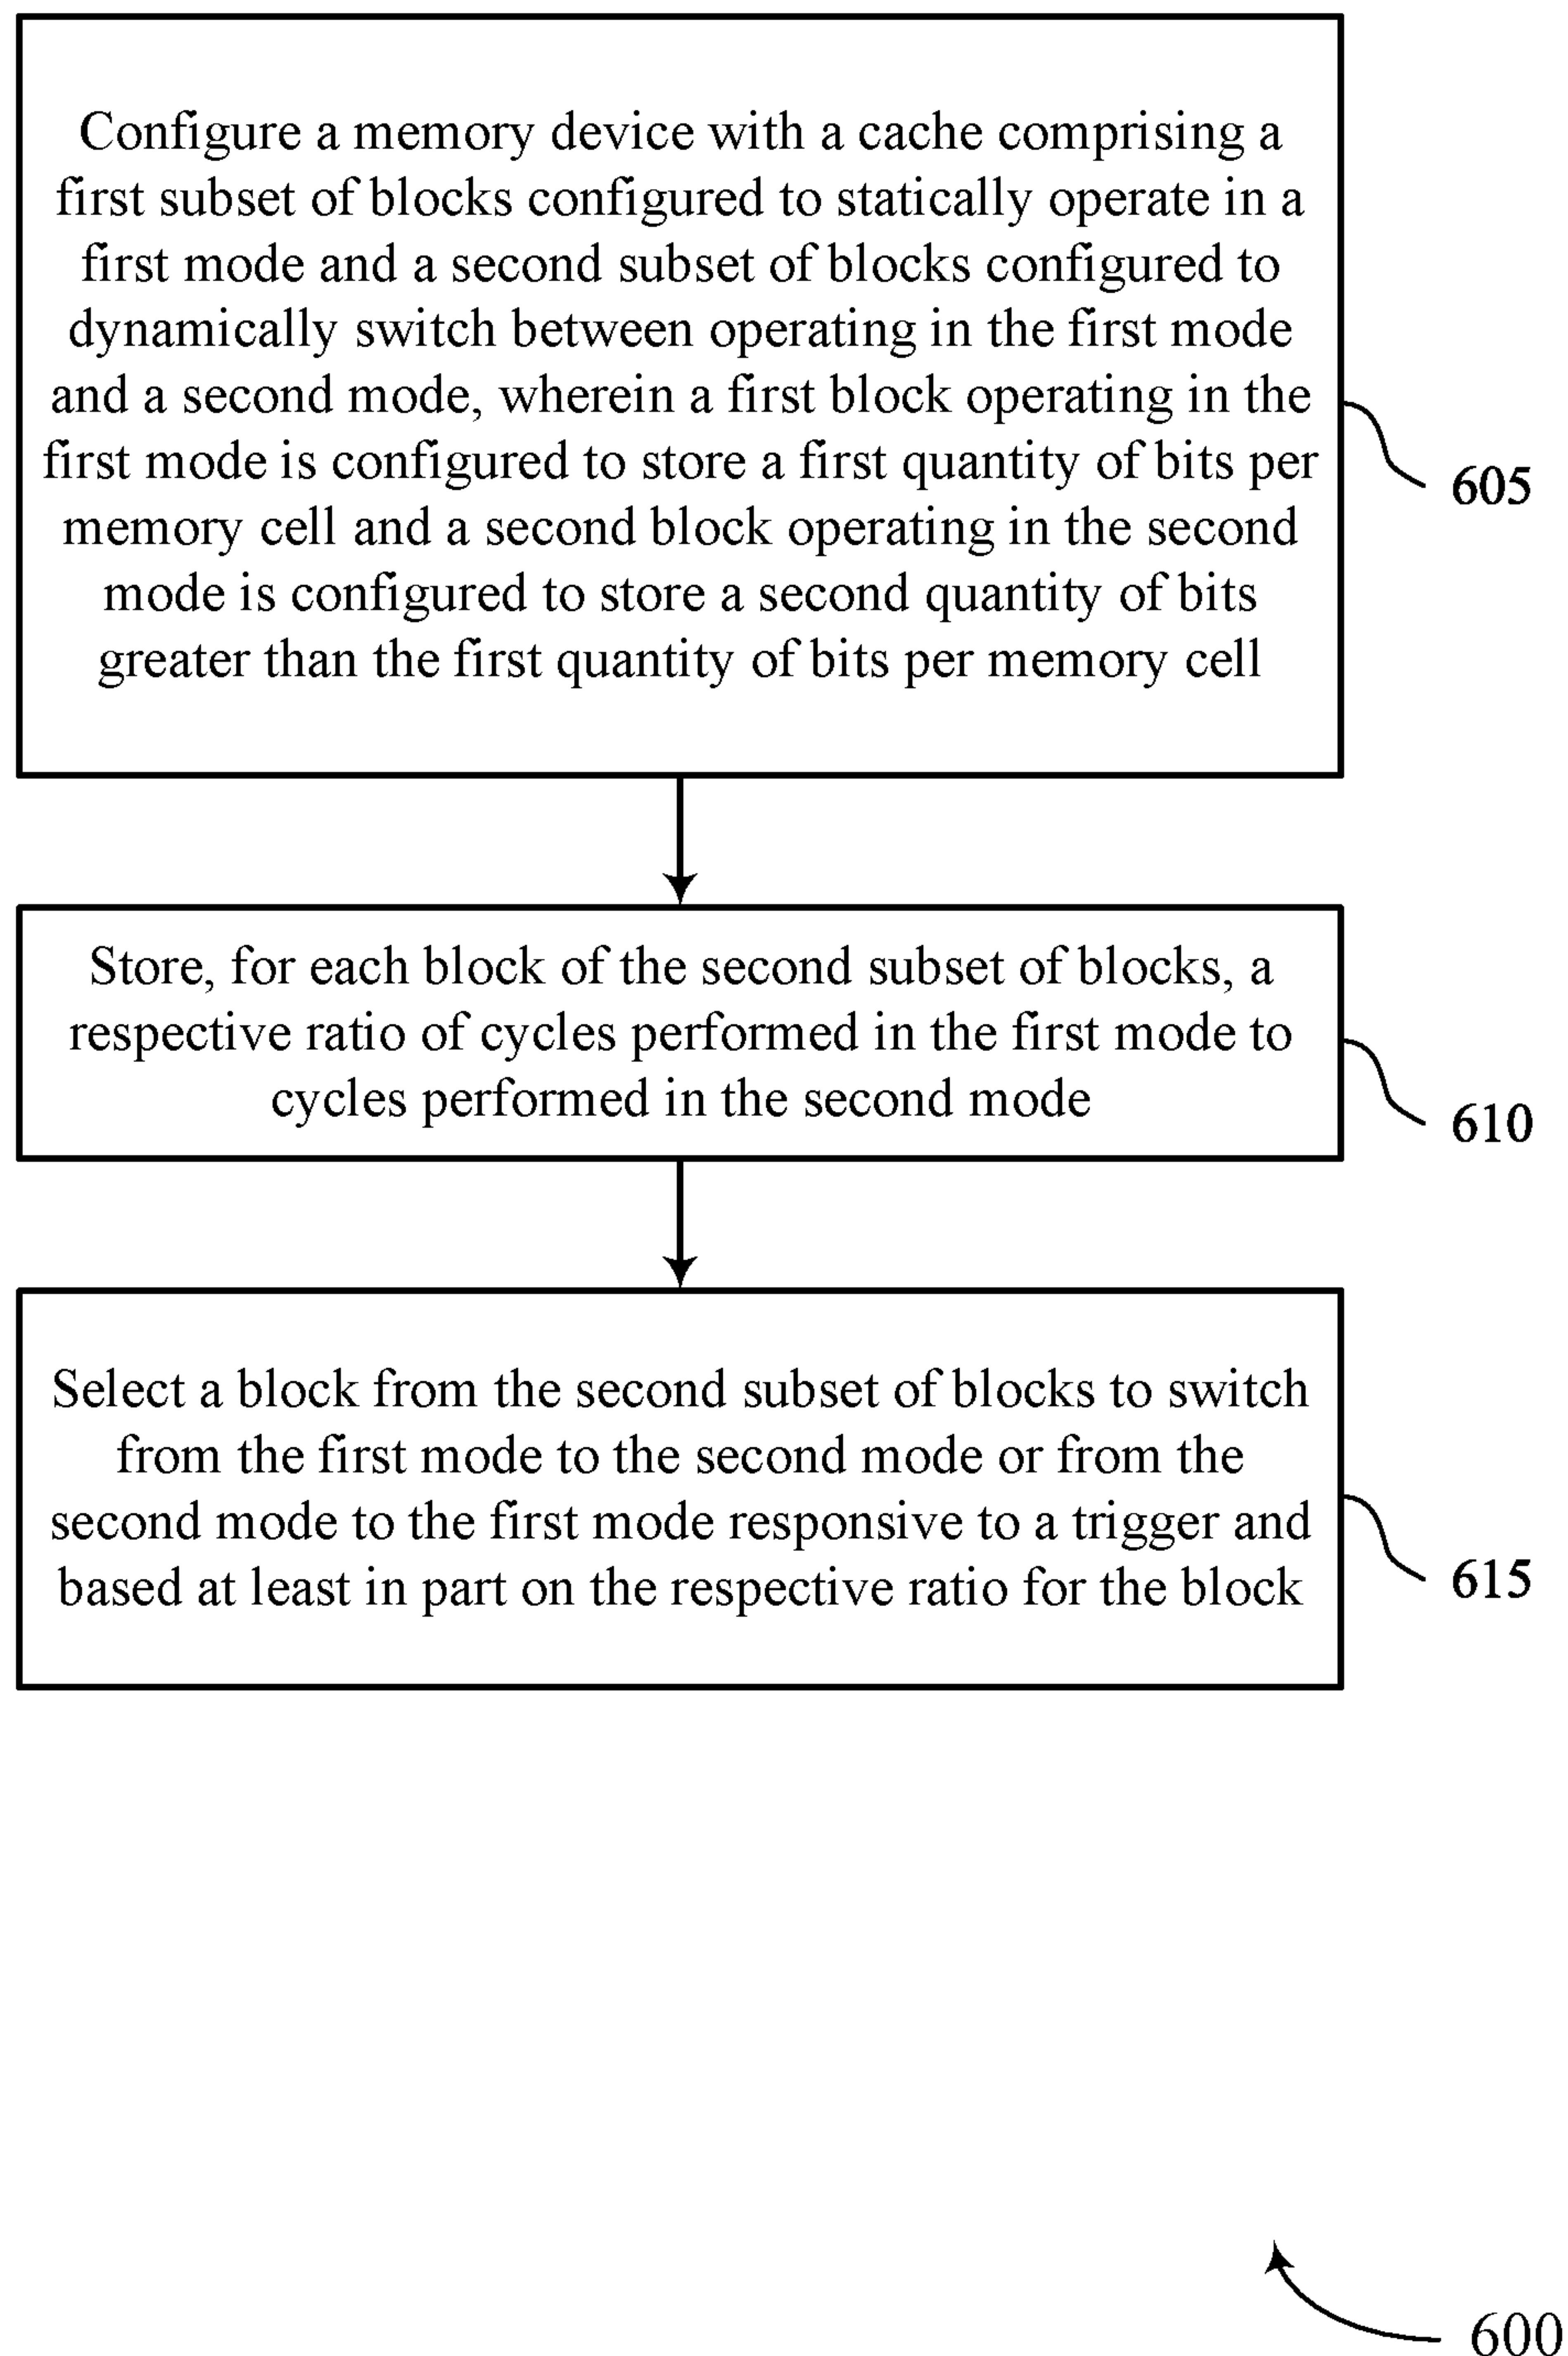 Configure a memory device with a cache comprising a
first subset of blocks configured to statically operate in a
first mode and a second subset of blocks configured to
dynamically switch between operating in the first mode
and a second mode, wherein a first block operating in the
first mode is configured to store a first quantity of bits per
memory cell and a second block operating in the second
mode is configured to store a second quantity of bits
greater than the first quantity of bits per memory cell
605
Store, for each block of the second subset of blocks, a
respective ratio of cycles performed in the first mode to
cycles performed in the second mode
610
Select a block from the second subset of blocks to switch
from the first mode to the second mode or from the
second mode to the first mode responsive to a trigger and
based at least in part on the respective ratio for the block
615
600